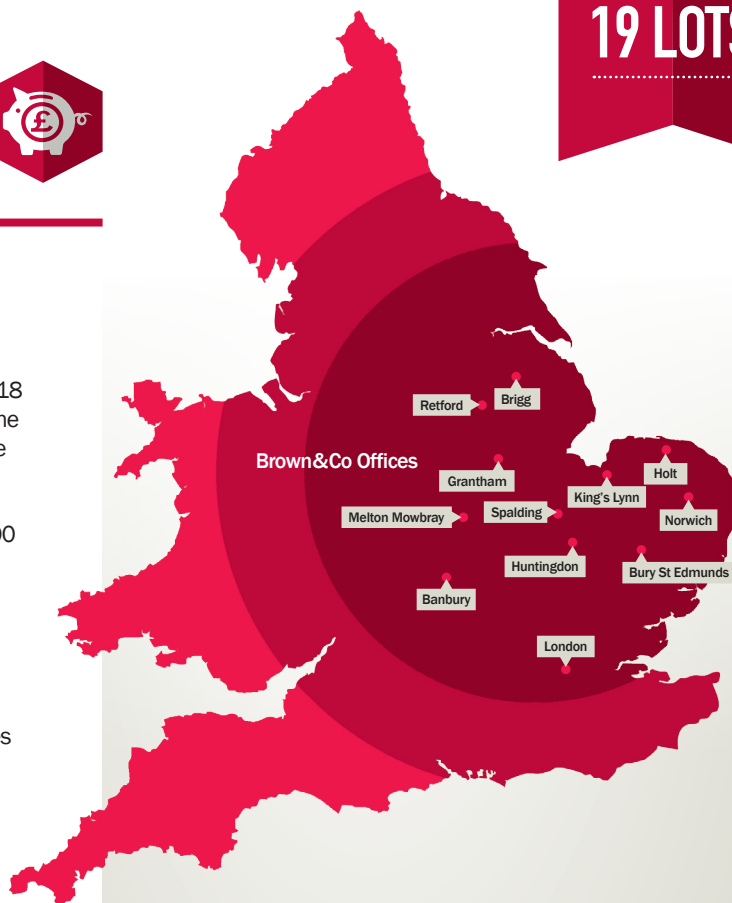 19 LOTS
£
18
00
Brigg
Retford
Brown&Co Offices
Grantham
Holt
King's Lynn
Melton Mowbray
Spalding
Norwich
Huntingdon
Bury St Edmunds
Banbury
London